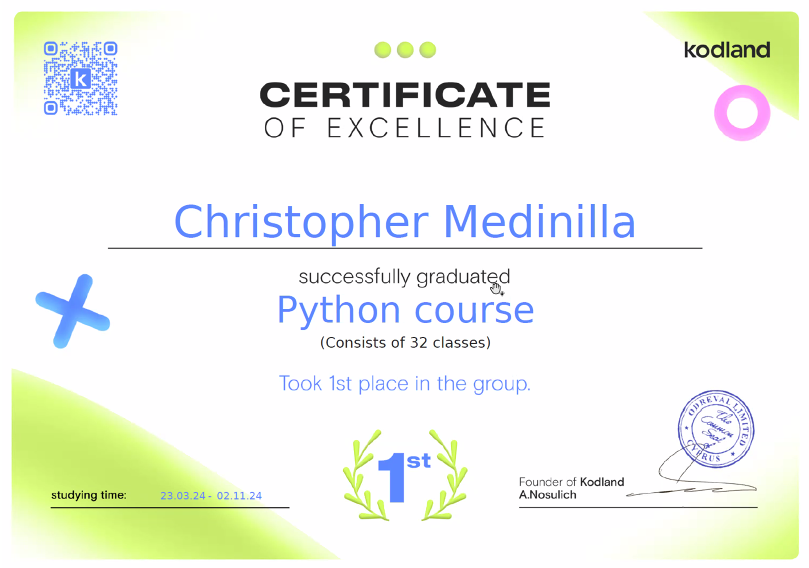 kodland
K
CERTIFICATE
OF EXCELLENCE
Christopher Medinilla
successfully graduated
Python course
(Consists of 32 classes)
Took 1st place in the group.
1st
studying time: 23.03.24 - 02.11.24
Founder of Kodland
A.Nosulich
ODREVAL LIMITED
The
Common
Seal
of
CYPRUS